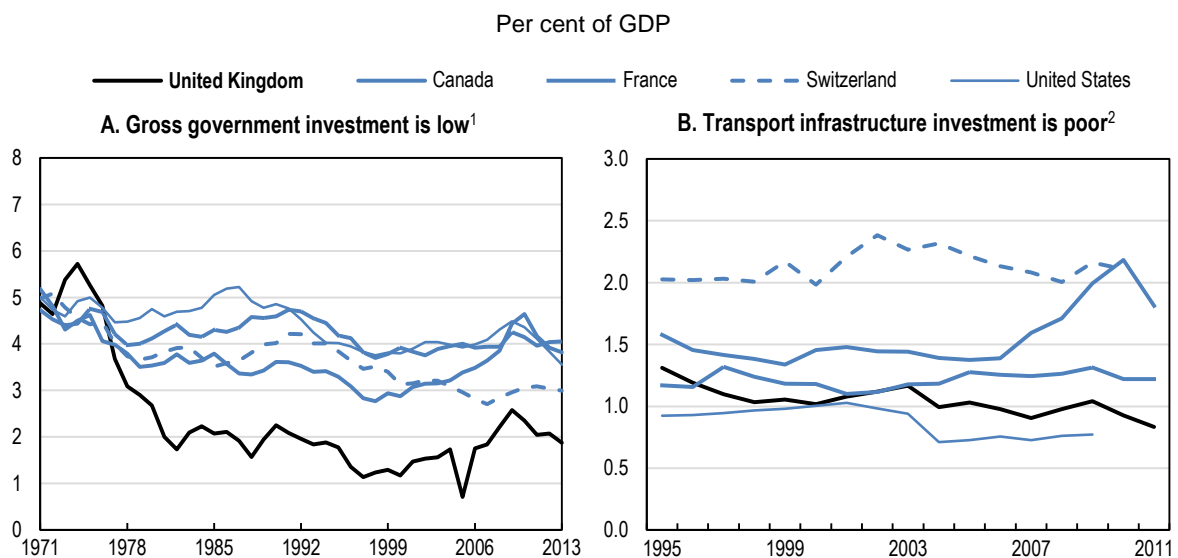 Per cent of GDP
United Kingdom Canada France Switzerland United States
A. Gross government investment is low1
8
7
6
5
4
3
2
1
0
1971 1978 1985 1992 1999 2006 2013
B. Transport infrastructure investment is poor2
3.0
2.5
2.0
1.5
1.0
0.5
0.0
1995 1999 2003 2007 2011